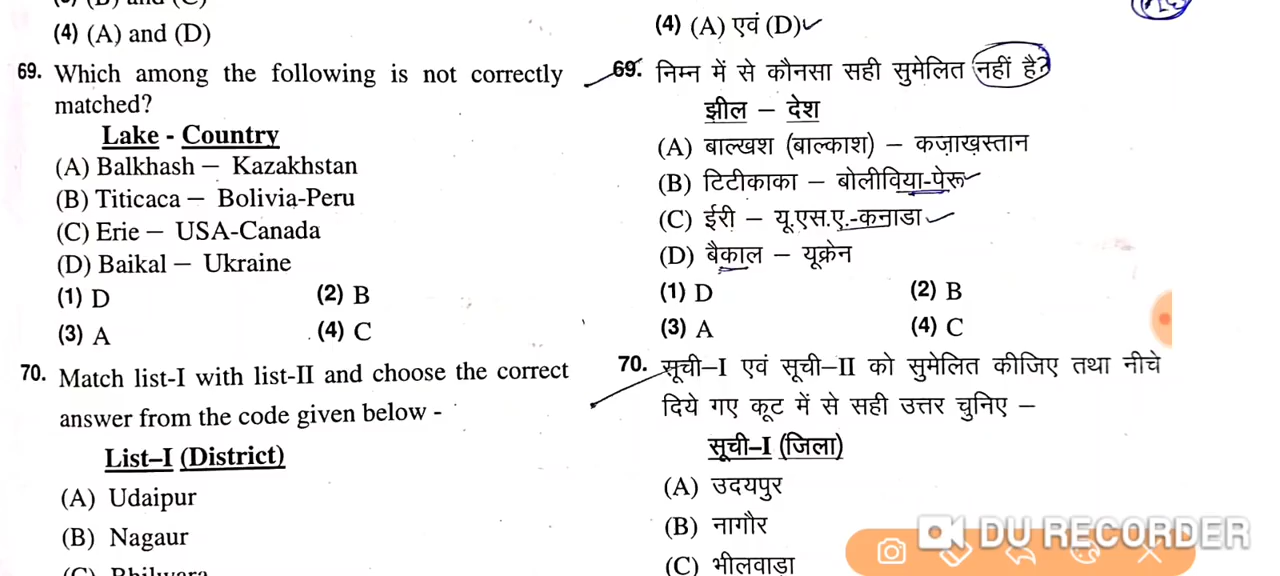 (4) (A) and (D)
69. Which among the following is not correctly
matched?
Lake - Country
(A) Balkhash – Kazakhstan
(B) Titicaca – Bolivia-Peru
(C) Erie – USA-Canada
(D) Baikal – Ukraine
(1) D (2) B
(3) A (4) C
70. Match list-I with list-II and choose the correct
answer from the code given below -
List–I (District)
(A) Udaipur
(B) Nagaur
(C) Bhilwara
(4) (A) एवं (D)
69. निम्न में से कौनसा सही सुमेलित नहीं है?
झील – देश
(A) बाल्खश (बाल्काश) – कज़ाख़स्तान
(B) टिटीकाका – बोलीविया-पेरू
(C) ईरी – यू.एस.ए.-कनाडा
(D) बैकाल – यूक्रेन
(1) D (2) B
(3) A (4) C
70. सूची–I एवं सूची–II को सुमेलित कीजिए तथा नीचे
दिये गए कूट में से सही उत्तर चुनिए –
सूची–I (जिला)
(A) उदयपुर
(B) नागौर
(C) भीलवाड़ा
DU RECORDER